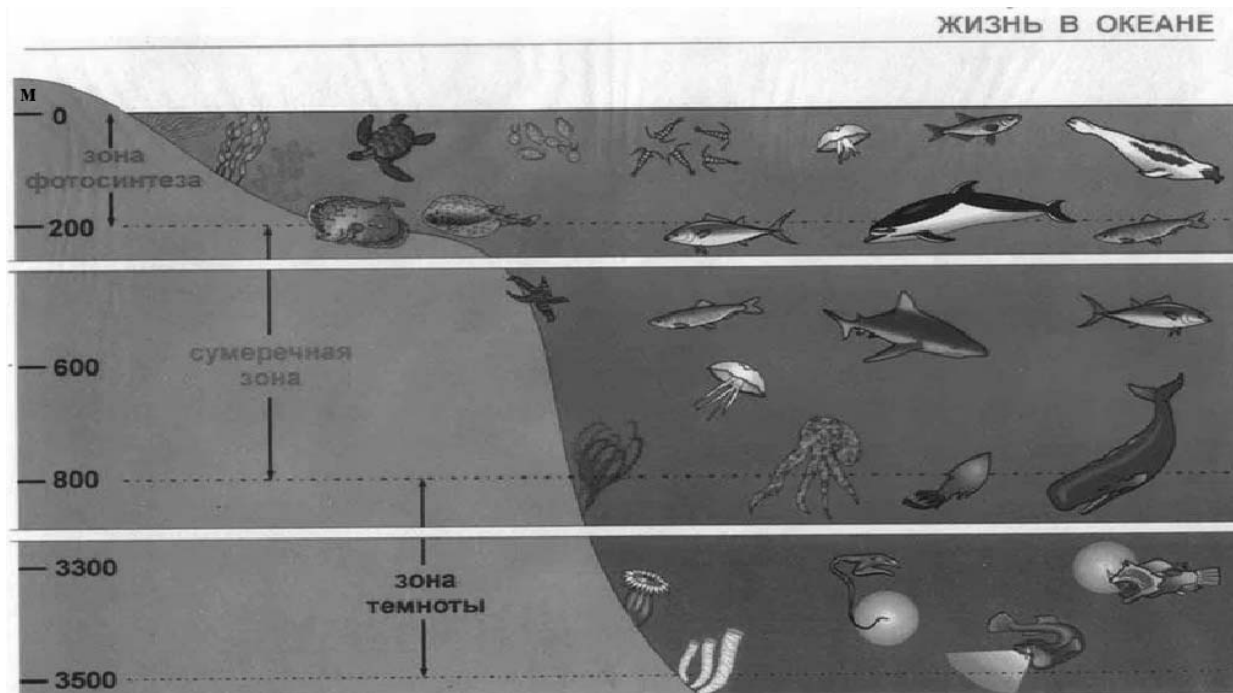 ЖИЗНЬ В ОКЕАНЕ
м
0
зона
фотосинтеза
200
сумеречная
зона
600
800
3300
зона
темноты
3500